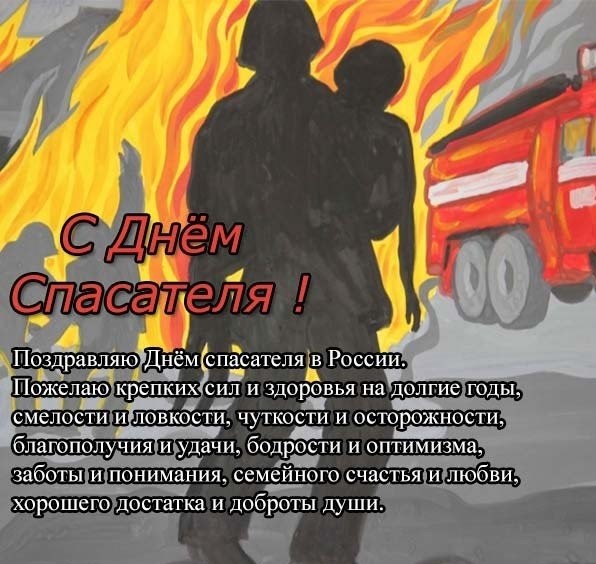 С Днём
Спасателя !
Поздравляю Днём спасателя в России.
Пожелаю крепких сил и здоровья на долгие годы,
смелости и ловкости, чуткости и осторожности,
благополучия и удачи, бодрости и оптимизма,
заботы и понимания, семейного счастья и любви,
хорошего достатка и доброты души.